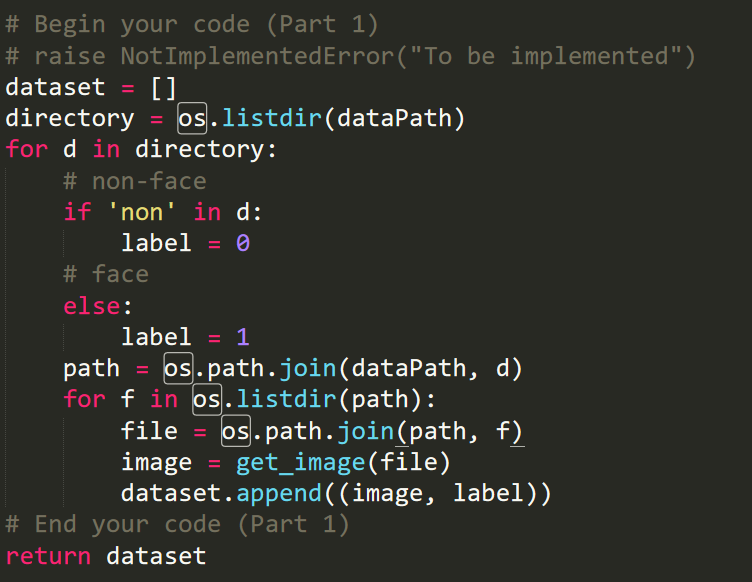 # Begin your code (Part 1)
# raise NotImplementedError("To be implemented")
dataset = []
directory = os.listdir(dataPath)
for d in directory:
    # non-face
    if 'non' in d:
        label = 0
    # face
    else:
        label = 1
    path = os.path.join(dataPath, d)
    for f in os.listdir(path):
        file = os.path.join(path, f)
        image = get_image(file)
        dataset.append((image, label))
# End your code (Part 1)
return dataset